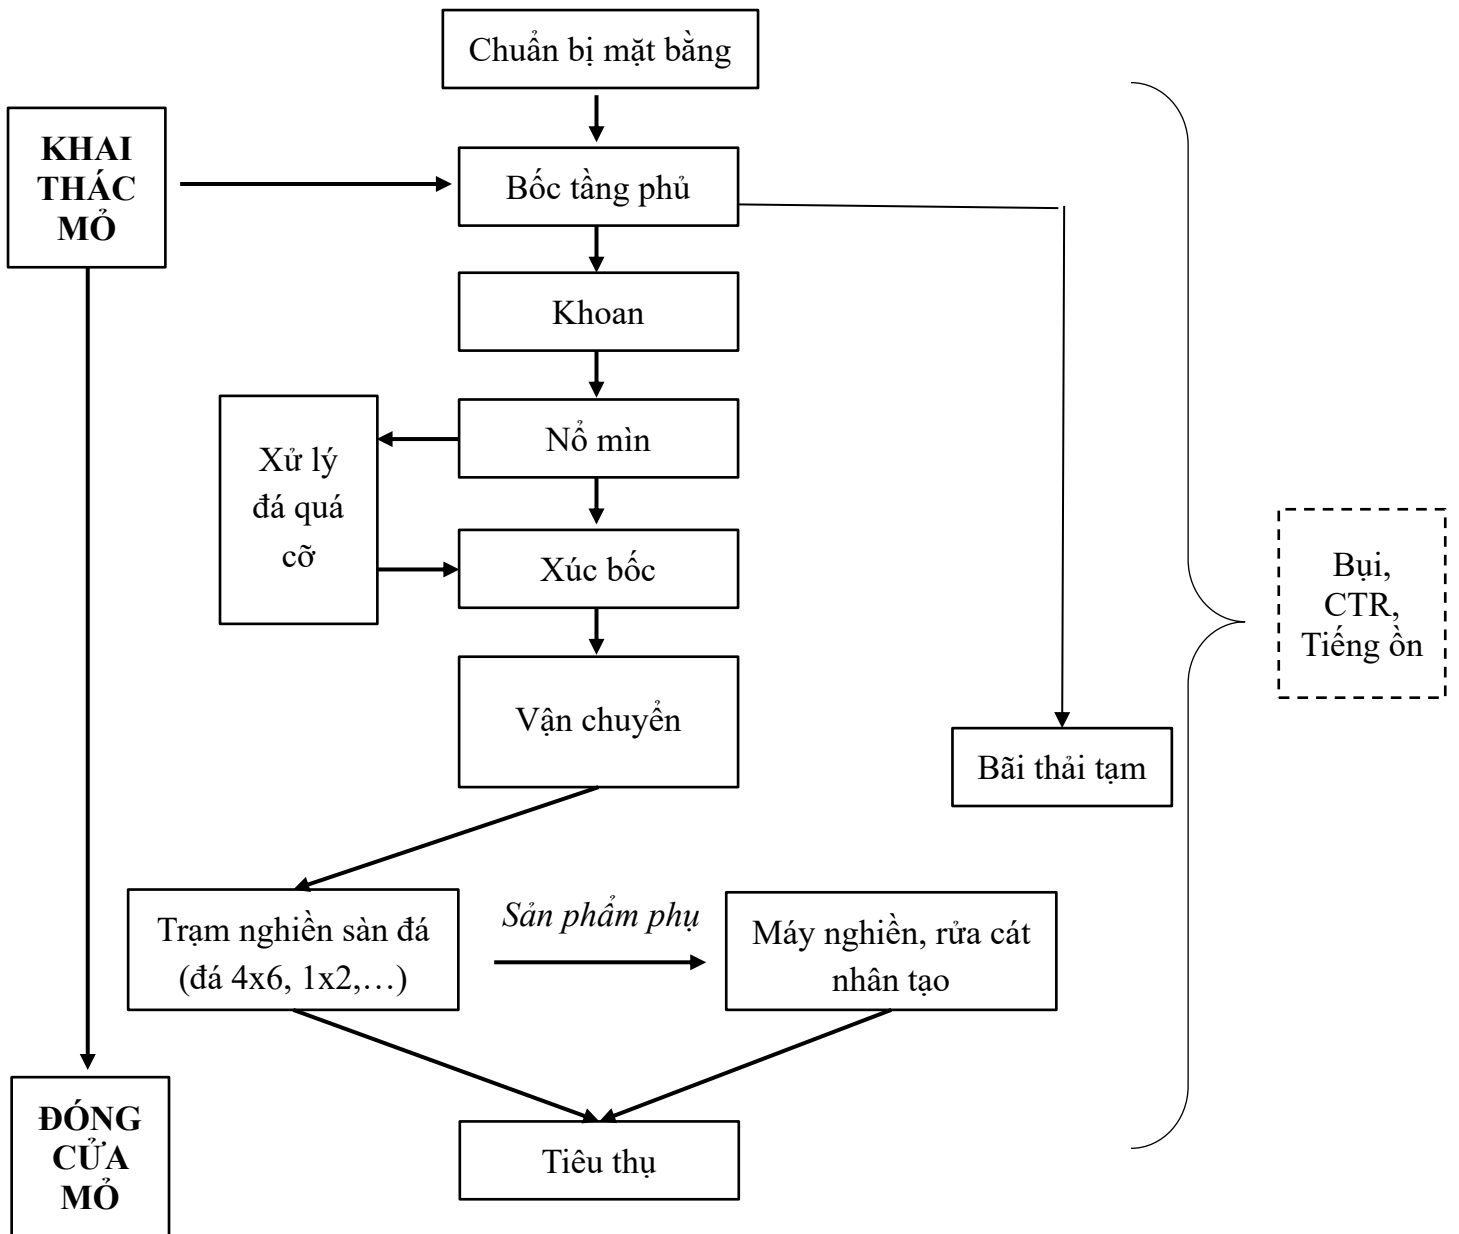 Chuẩn bị mặt bằng
KHAI
THÁC
MỎ
Bốc tầng phủ
Khoan
Nổ mìn
Xử lý
đá quá
cỡ
Xúc bốc
Bụi,
CTR,
Tiếng ồn
Vận chuyển
Bãi thải tạm
Trạm nghiền sàn đá
(đá 4x6, 1x2,…)
Sản phẩm phụ
Máy nghiền, rửa cát
nhân tạo
ĐÓNG
CỬA
MỎ
Tiêu thụ